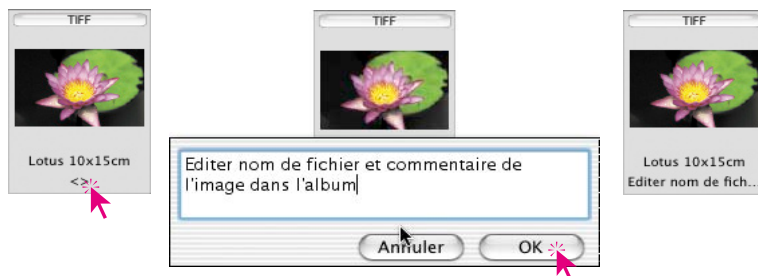 TIFF
Lotus 10x15cm
<>
TIFF
Editer nom de fichier et commentaire de
l'image dans l'album
Annuler
OK
TIFF
Lotus 10x15cm
Editer nom de fich...